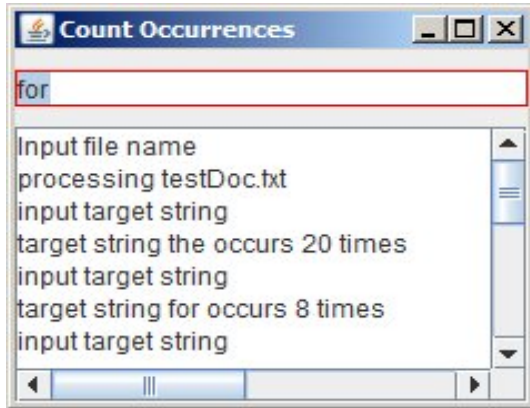 Count Occurrences
for
Input file name
processing testDoc.txt
input target string
target string the occurs 20 times
input target string
target string for occurs 8 times
input target string